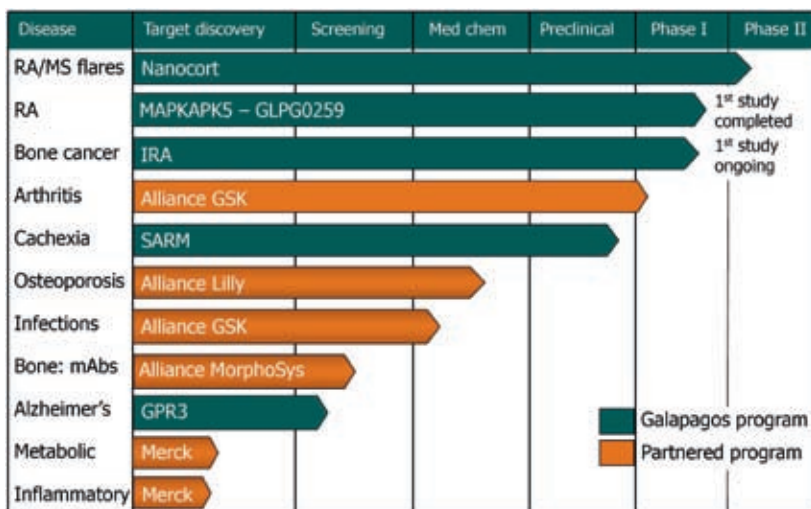 Disease Target discovery Screening Med chem Preclinical Phase I Phase II
RA/MS flares Nanocort
RA MAPKAPK5 – GLPG0259 1st study
completed
Bone cancer IRA 1st study
ongoing
Arthritis Alliance GSK
Cachexia SARM
Osteoporosis Alliance Lilly
Infections Alliance GSK
Bone: mAbs Alliance MorphoSys
Alzheimer's GPR3 Galapagos program
Metabolic Merck Partnered program
Inflammatory Merck